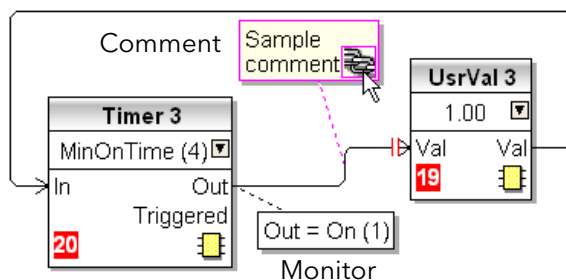 Comment
Sample
comment
UsrVal 3
1.00
Val Val
19
Timer 3
MinOnTime (4)
In Out
Triggered
20
Out = On (1)
Monitor